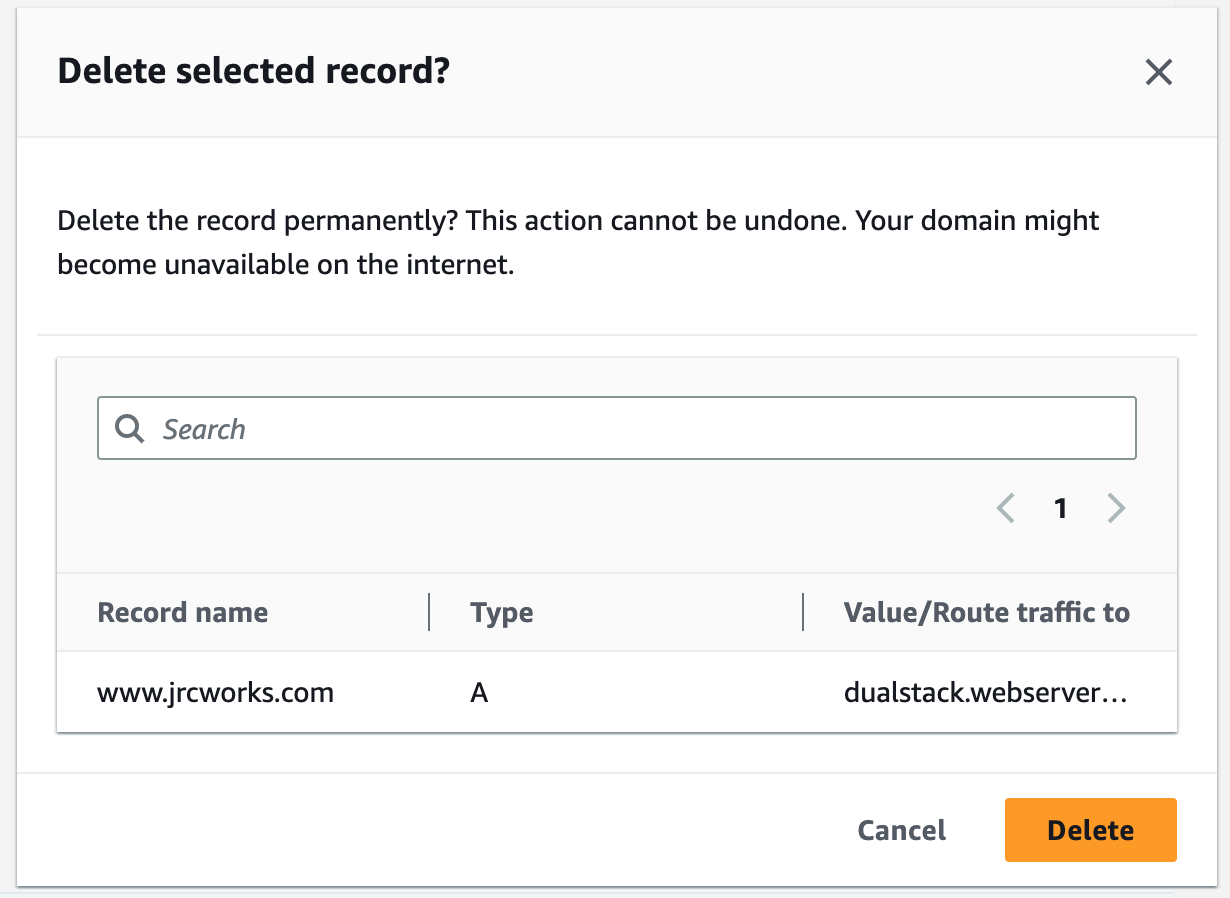 Delete selected record?
Delete the record permanently? This action cannot be undone. Your domain might
become unavailable on the internet.
Search
1
Record name Type Value/Route traffic to
www.jrcworks.com A dualstack.webserver...
Cancel Delete